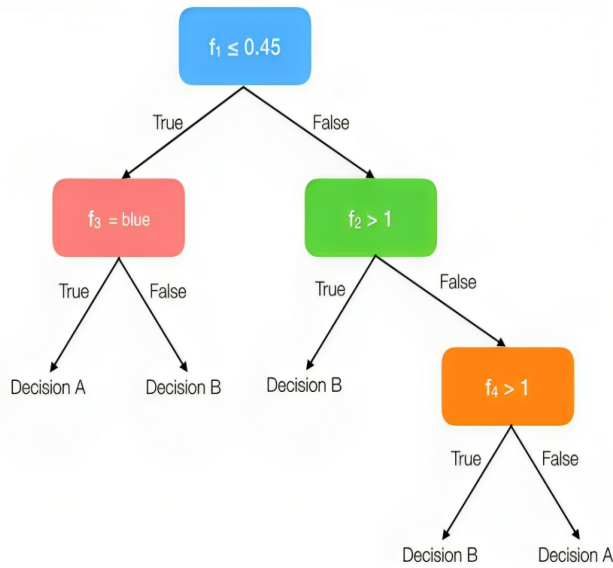 f₁ ≤ 0.45
True
False
f₃ = blue
f₂ > 1
True
False
True
False
Decision A
Decision B
Decision B
f₄ > 1
True
False
Decision B
Decision A